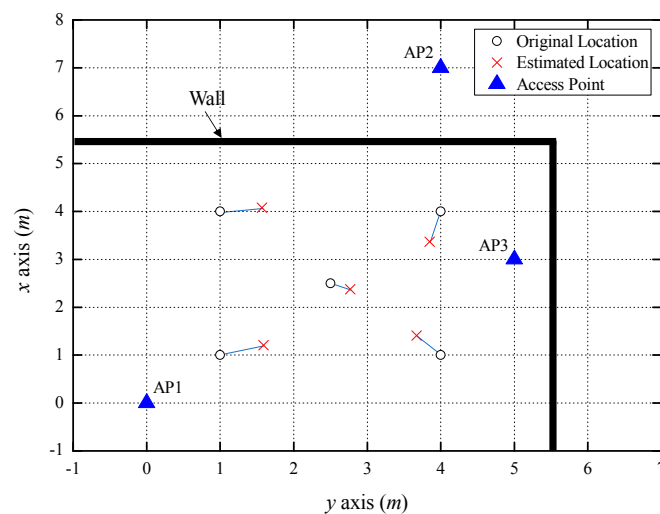 8
7
6
5
4
3
2
1
0
-1
-1 0 1 2 3 4 5 6 7
x axis (m)
y axis (m)
AP2
Original Location
Estimated Location
Access Point
Wall
AP3
AP1